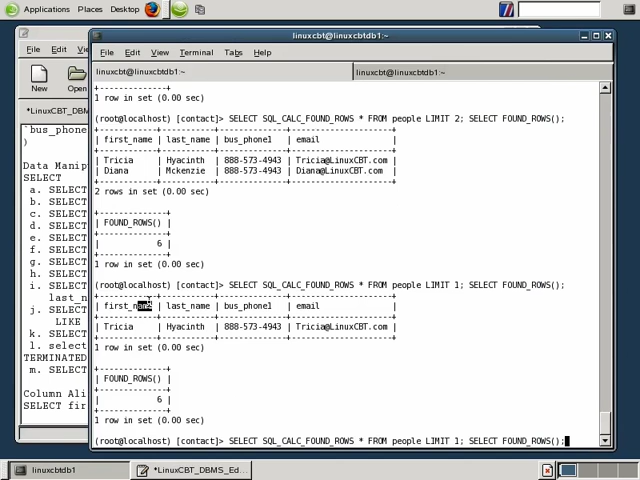 Applications Places Desktop
linuxcbt@linuxcbtdb1:~
File Edit View Terminal Tabs Help
linuxcbt@linuxcbtdb1:~ linuxcbt@linuxcbtdb1:~
File Edit
New Open
*LinuxCBT_DBM
`bus_phone
)
Data Manip
SELECT
a. SELECT
b. SELECT
c. SELECT
d. SELECT
e. SELECT
f. SELECT
g. SELECT
h. SELECT
i. SELECT
last_n
j. SELECT
LIKE
k. SELECT
l. select
TERMINATED
m. SELECT
Column Ali
SELECT fir
+--------------+
1 row in set (0.00 sec)
(root@localhost) [contact]> SELECT SQL_CALC_FOUND_ROWS * FROM people LIMIT 2; SELECT FOUND_ROWS();
| first_name | last_name | bus_phone1 | email |
| Tricia | Hyacinth | 888-573-4943 | Tricia@LinuxCBT.com |
| Diana | Mckenzie | 888-573-4943 | Diana@LinuxCBT.com |
2 rows in set (0.00 sec)
| FOUND_ROWS() |
| 6 |
1 row in set (0.00 sec)
(root@localhost) [contact]> SELECT SQL_CALC_FOUND_ROWS * FROM people LIMIT 1; SELECT FOUND_ROWS();
| first_name | last_name | bus_phone1 | email |
| Tricia | Hyacinth | 888-573-4943 | Tricia@LinuxCBT.com |
1 row in set (0.00 sec)
| FOUND_ROWS() |
| 6 |
1 row in set (0.00 sec)
(root@localhost) [contact]> SELECT SQL_CALC_FOUND_ROWS * FROM people LIMIT 1; SELECT FOUND_ROWS();
linuxcbtdb1 *LinuxCBT_DBMS_Ed...